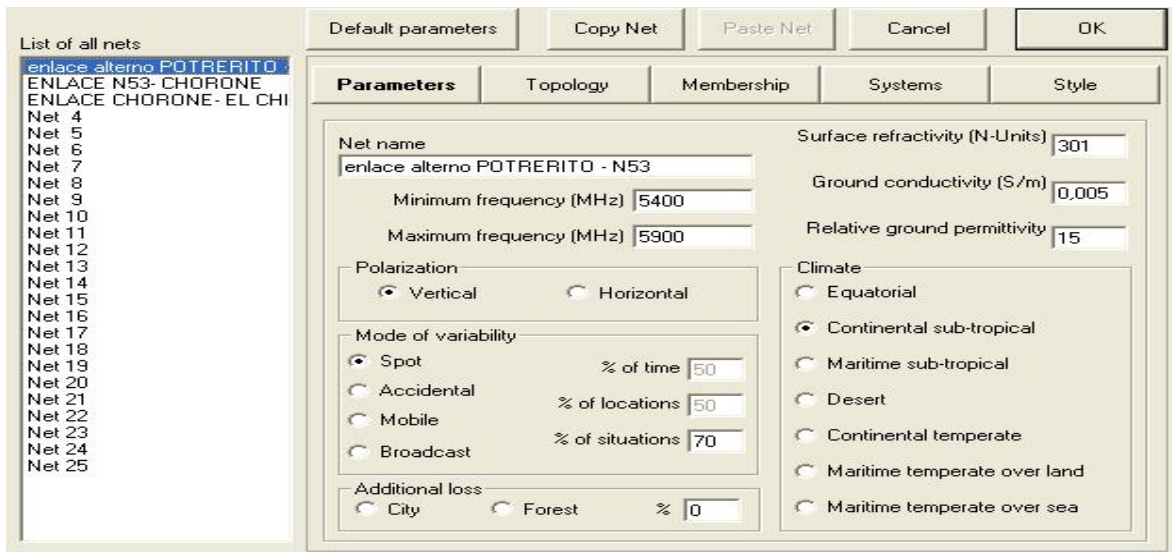 List of all nets
enlace alterno POTRERITO -
ENLACE N53- CHORONE
ENLACE CHORONE- EL CHI
Net 4
Net 5
Net 6
Net 7
Net 8
Net 9
Net 10
Net 11
Net 12
Net 13
Net 14
Net 15
Net 16
Net 17
Net 18
Net 19
Net 20
Net 21
Net 22
Net 23
Net 24
Net 25
Default parameters
Copy Net
Paste Net
Cancel
OK
Parameters
Topology
Membership
Systems
Style
Net name
enlace alterno POTRERITO - N53
Minimum frequency (MHz) 5400
Maximum frequency (MHz) 5900
Surface refractivity (N-Units) 301
Ground conductivity (S/m) 0,005
Relative ground permittivity 15
Polarization
Vertical
Horizontal
Mode of variability
Spot
Accidental
Mobile
Broadcast
% of time 50
% of locations 50
% of situations 70
Additional loss
City
Forest
% 0
Climate
Equatorial
Continental sub-tropical
Maritime sub-tropical
Desert
Continental temperate
Maritime temperate over land
Maritime temperate over sea